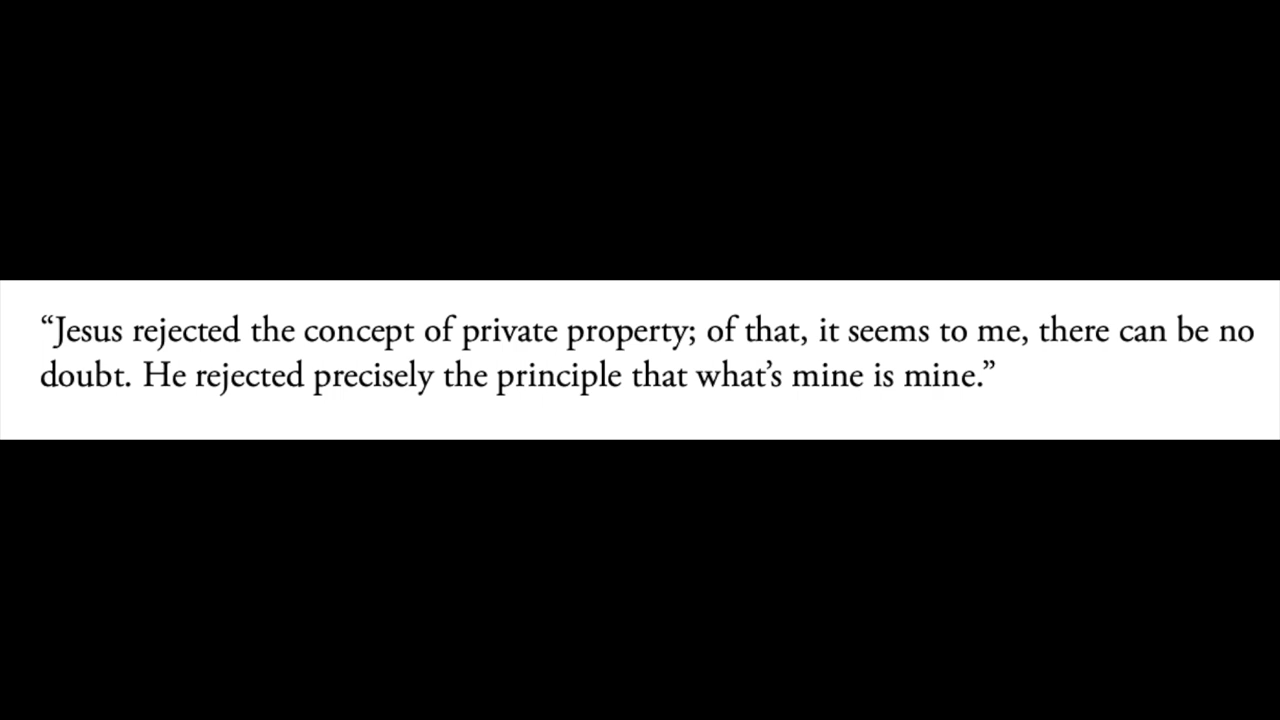 “Jesus rejected the concept of private property; of that, it seems to me, there can be no
doubt. He rejected precisely the principle that what’s mine is mine.”